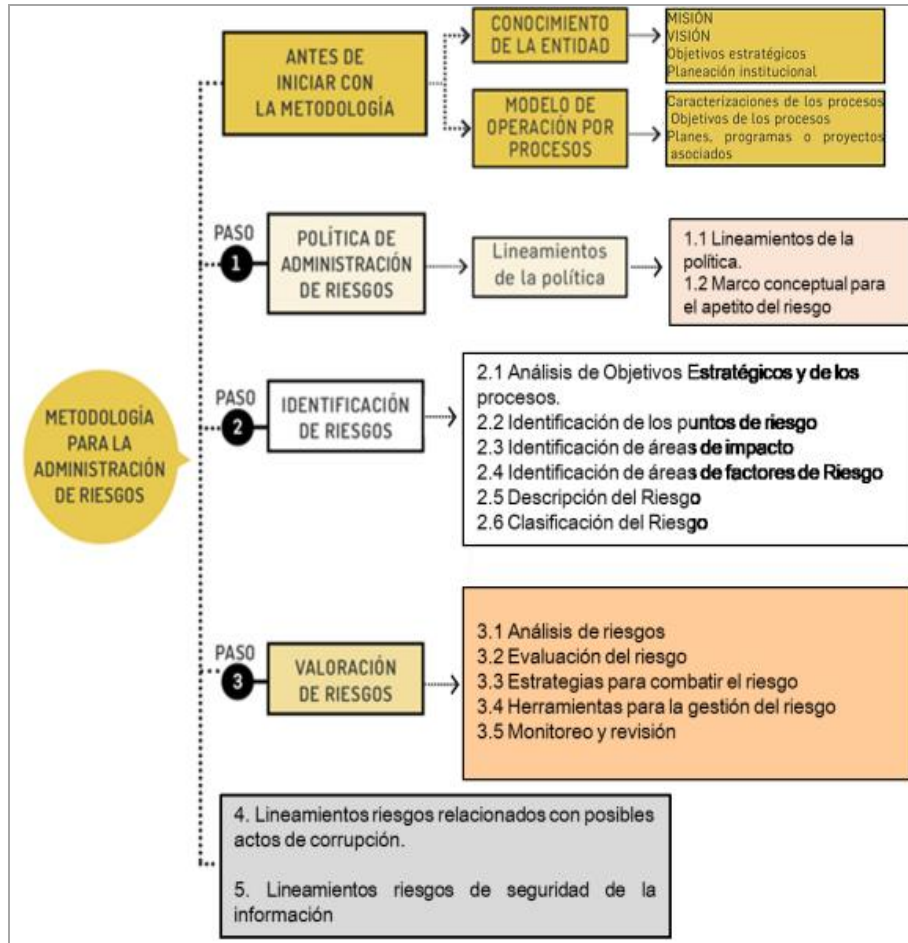 ANTES DE
INICIAR CON
LA METODOLOGÍA
CONOCIMIENTO
DE LA ENTIDAD
MISIÓN
VISIÓN
Objetivos estratégicos
Planeación institucional
MODELO DE
OPERACIÓN POR
PROCESOS
Caracterizaciones de los procesos
Objetivos de los procesos
Planes, programas o proyectos
asociados
METODOLOGÍA
PARA LA
ADMINISTRACIÓN
DE RIESGOS
PASO
1
POLÍTICA DE
ADMINISTRACIÓN
DE RIESGOS
Lineamientos
de la política
1.1 Lineamientos de la
política.
1.2 Marco conceptual para
el apetito del riesgo
PASO
2
IDENTIFICACIÓN
DE RIESGOS
2.1 Análisis de Objetivos Estratégicos y de los
procesos.
2.2 Identificación de los puntos de riesgo
2.3 Identificación de áreas de impacto
2.4 Identificación de áreas de factores de Riesgo
2.5 Descripción del Riesgo
2.6 Clasificación del Riesgo
PASO
3
VALORACIÓN
DE RIESGOS
3.1 Análisis de riesgos
3.2 Evaluación del riesgo
3.3 Estrategias para combatir el riesgo
3.4 Herramientas para la gestión del riesgo
3.5 Monitoreo y revisión
4. Lineamientos riesgos relacionados con posibles
actos de corrupción.
5. Lineamientos riesgos de seguridad de la
información